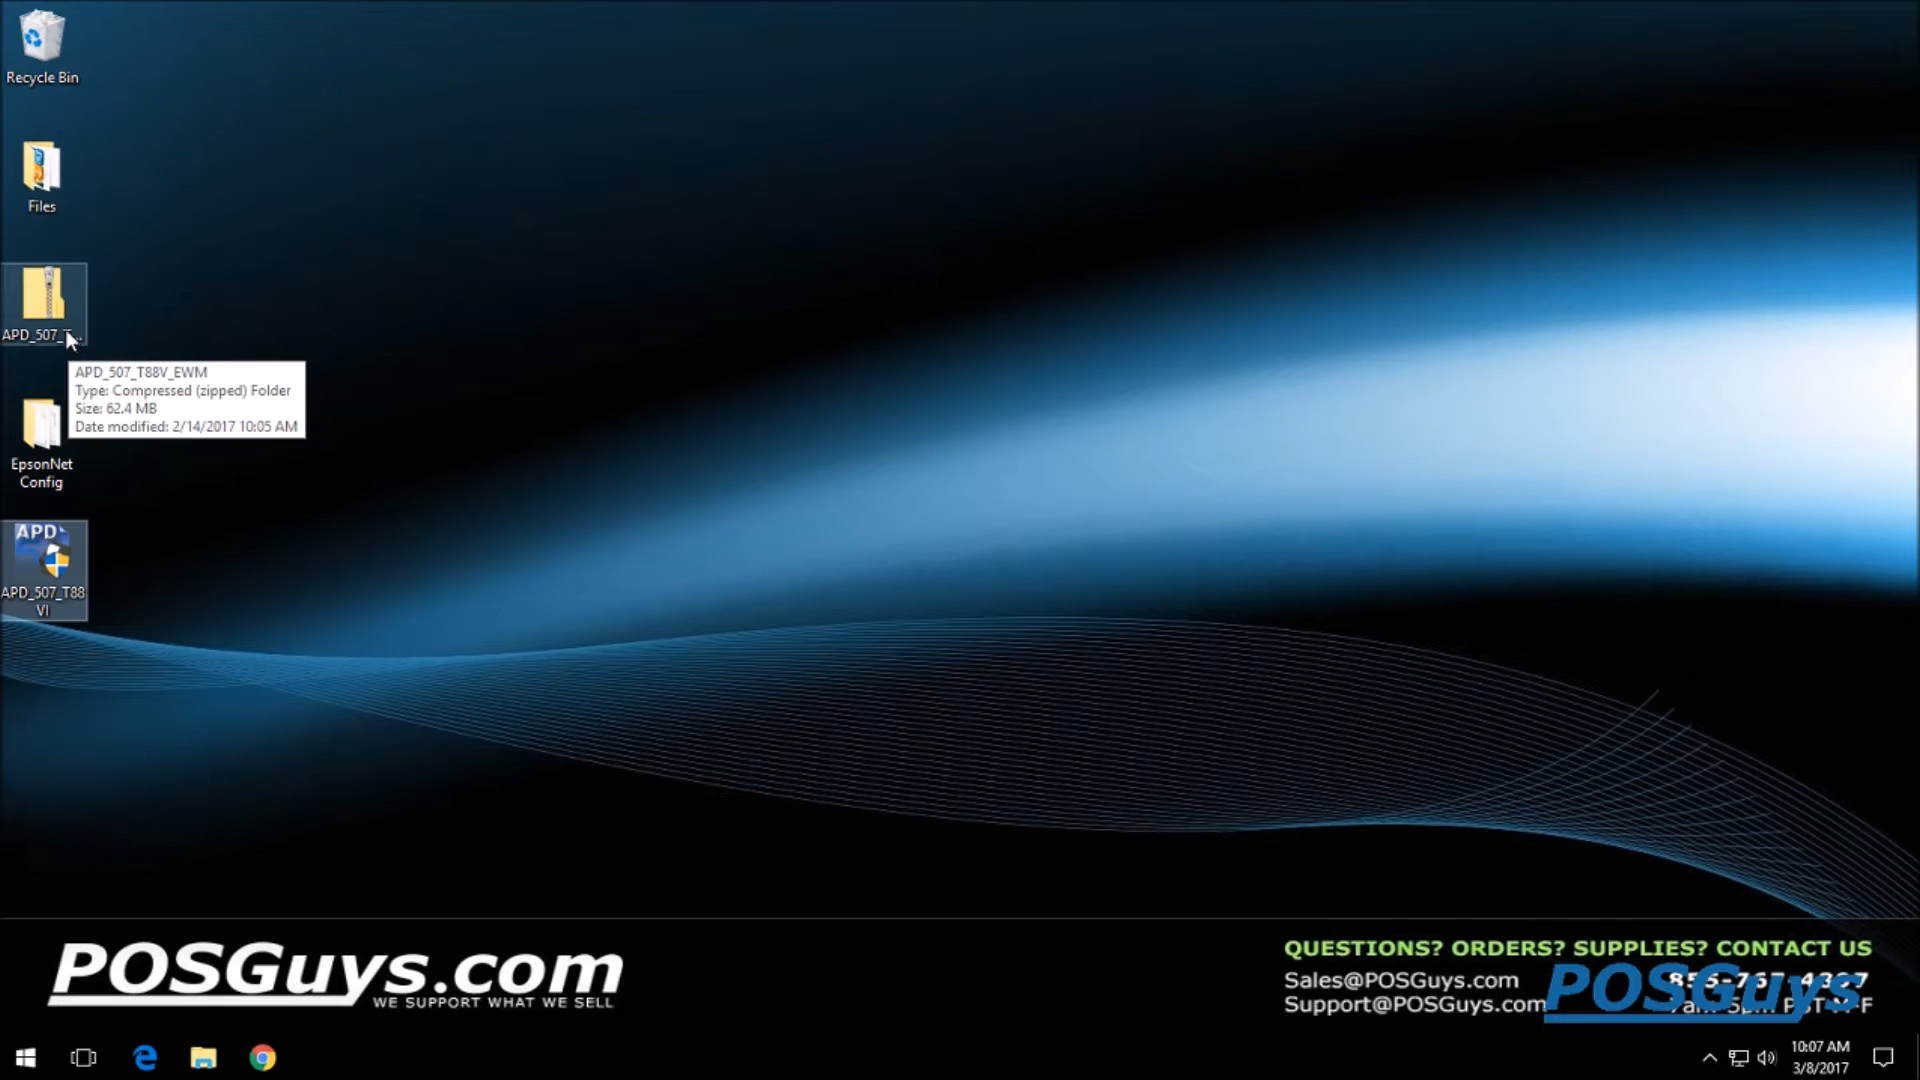 Recycle Bin
Files
APD_507_T...
APD_507_T88V_EWM
Type: Compressed (zipped) Folder
Size: 62.4 MB
Date modified: 2/14/2017 10:05 AM
EpsonNet
Config
APD
APD_507_T88
VI
POSGuys.com
WE SUPPORT WHAT WE SELL
QUESTIONS? ORDERS? SUPPLIES? CONTACT US
Sales@POSGuys.com
Support@POSGuys.com
POSGuys
10:07 AM
3/8/2017